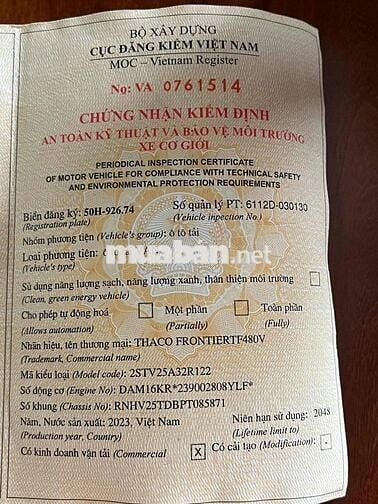 BỘ XÂY DỰNG
CỤC ĐĂNG KIỂM VIỆT NAM
MOC – Vietnam Register
No: VA 0761514
CHỨNG NHẬN KIỂM ĐỊNH
AN TOÀN KỸ THUẬT VÀ BẢO VỆ MÔI TRƯỜNG
XE CƠ GIỚI
PERIODICAL INSPECTION CERTIFICATE
OF MOTOR VEHICLE FOR COMPLIANCE WITH TECHNICAL SAFETY
AND ENVIRONMENTAL PROTECTION REQUIREMENTS
Biển đăng ký: 50H-926.74 Số quản lý PT: 6112D-030130
(Registration plate) (Vehicle inpection No.)
Nhóm phương tiện (Vehicle's group): ô tô tải
Loại phương tiện:
muaban.net
(Vehicle's type)
Sử dụng năng lượng sạch, năng lượng xanh, thân thiện môi trường
(Clean, green energy vehicle)
Cho phép tự động hoá Một phần Toàn phần
(Allows automation) (Partially) (Fully)
Nhãn hiệu, tên thương mại: THACO FRONTIERTF480V
(Trademark, Commercial name)
Mã kiểu loại (Model code): 2STV25A32R122
Số động cơ (Engine No): DAM16KR*239002808YLF*
Số khung (Chassis No): RNHV25TDBPT085871
Năm, Nước sản xuất: 2023, Việt Nam Niên hạn sử dụng: 2048
(Production year, Country) (Lifetime limit to)
Có kinh doanh vận tải (Commercial X Có cải tạo (Modification): -